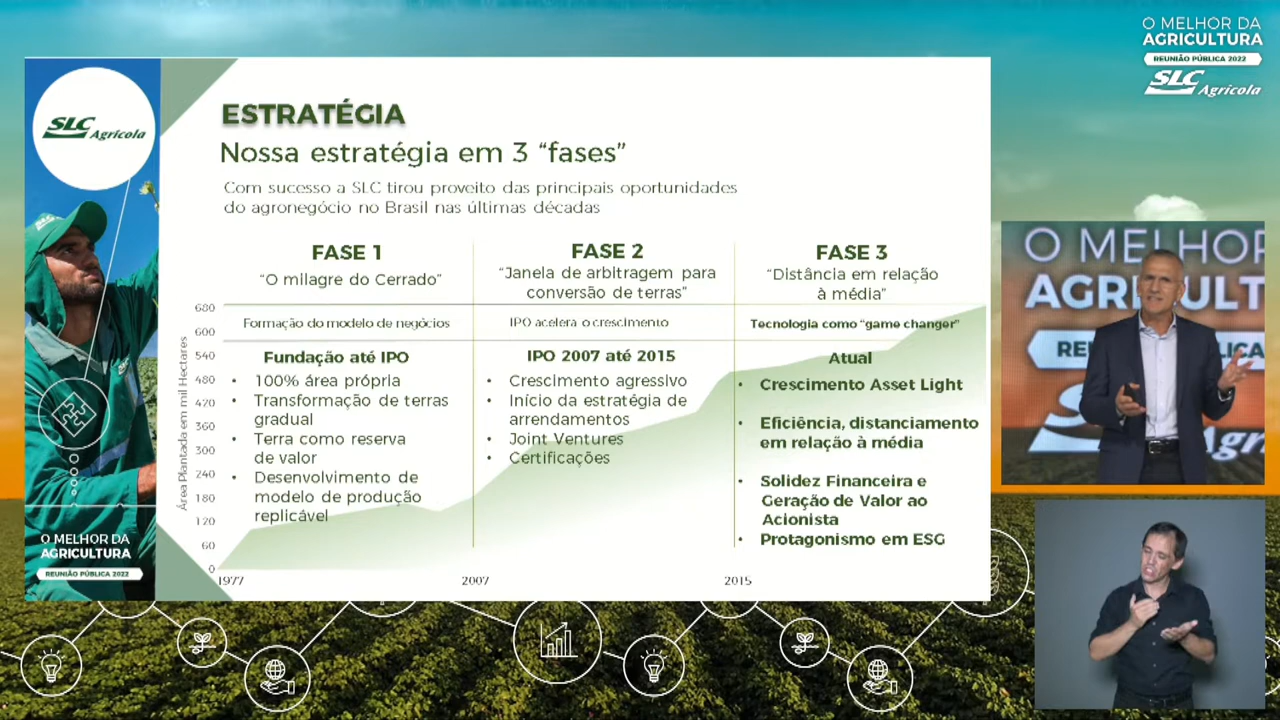 O MELHOR DA
AGRICULTURA
REUNIÃO PÚBLICA 2022
SLC
Agrícola
SLC
Agrícola
ESTRATÉGIA
Nossa estratégia em 3 “fases”
Com sucesso a SLC tirou proveito das principais oportunidades
do agronegócio no Brasil nas últimas décadas
FASE 1
“O milagre do Cerrado”
Formação do modelo de negócios
Fundação até IPO
• 100% área própria
• Transformação de terras
gradual
• Terra como reserva
de valor
• Desenvolvimento de
modelo de produção
replicável
FASE 2
“Janela de arbitragem para
conversão de terras”
IPO acelera o crescimento
IPO 2007 até 2015
• Crescimento agressivo
• Início da estratégia de
arrendamentos
• Joint Ventures
• Certificações
FASE 3
“Distância em relação
à média”
Tecnologia como “game changer”
Atual
• Crescimento Asset Light
• Eficiência, distanciamento
em relação à média
• Solidez Financeira e
Geração de Valor ao
Acionista
• Protagonismo em ESG
Área Plantada em mil Hectares
680
600
540
480
420
360
300
240
180
120
60
0
1977
2007
2015
O MELHOR DA
AGRICULTURA
REUNIÃO PÚBLICA 2022
O MELHOR
AGRI ULT
RE
ICA